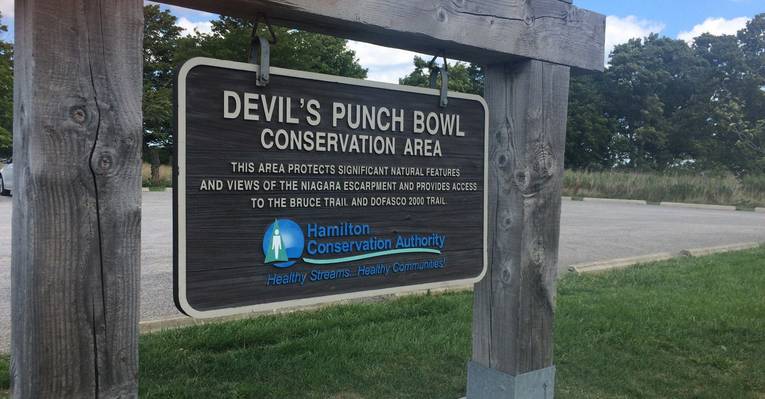 DEVIL'S PUNCH BOWL
CONSERVATION AREA
THIS AREA PROTECTS SIGNIFICANT NATURAL FEATURES
AND VIEWS OF THE NIAGARA ESCARPMENT AND PROVIDES ACCESS
TO THE BRUCE TRAIL AND DOFASCO 2000 TRAIL.
Hamilton
Conservation Authority
Healthy Streams...Healthy Communities!